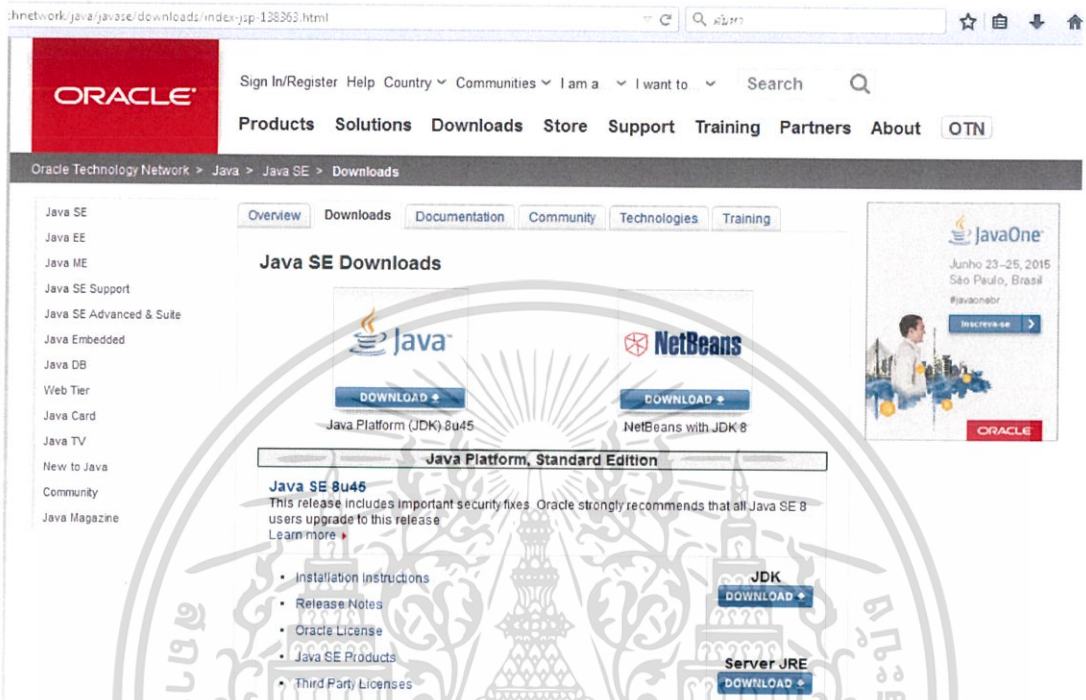 chnetwork/java/javase/downloads/index-jsp-138363.html
ค้นหา
ORACLE
Sign In/Register Help Country Communities I am a I want to Search
Products Solutions Downloads Store Support Training Partners About OTN
Oracle Technology Network > Java > Java SE > Downloads
Java SE
Java EE
Java ME
Java SE Support
Java SE Advanced & Suite
Java Embedded
Java DB
Web Tier
Java Card
Java TV
New to Java
Community
Java Magazine
Overview Downloads Documentation Community Technologies Training
Java SE Downloads
Java
DOWNLOAD
Java Platform (JDK) 8u45
NetBeans
DOWNLOAD
NetBeans with JDK 8
Java Platform, Standard Edition
Java SE 8u45
This release includes important security fixes. Oracle strongly recommends that all Java SE 8
users upgrade to this release
Learn more
• Installation Instructions
• Release Notes
• Oracle License
• Java SE Products
• Third Party Licenses
JDK
DOWNLOAD
Server JRE
DOWNLOAD
JavaOne
Junho 23–25, 2015
São Paulo, Brasil
#javaonebr
Inscreva-se
ORACLE